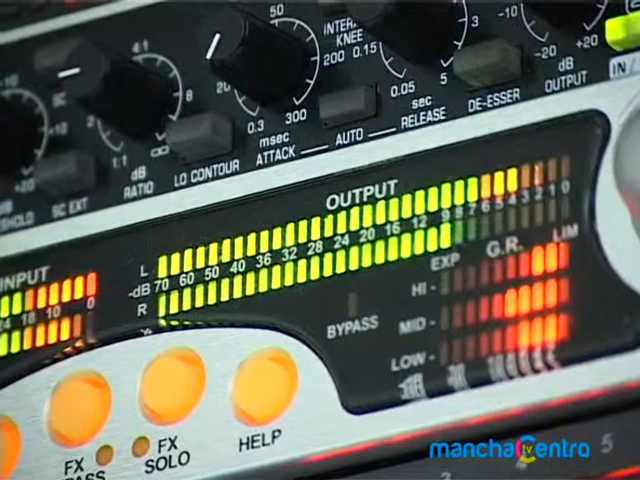 50
4:1
8
2
1:1
dB
RATIO
SC EXT
LO CONTOUR
20
0.3
300
msec
ATTACK
AUTO
INTER
KNEE
200
0.15
3
0.05
5
sec
RELEASE
DE-ESSER
-10
-20
+20
dB
OUTPUT
IN /
+10
+20
OUTPUT
L
-dB 70 60 50 40 36 32 28 24 20 16 12 9 8 7 6 5 4 3 2 1 0
R
INPUT
24 18 10 0
BYPASS
EXP
G.R.
LIM
HI -
MID -
LOW -
FX
FX
SOLO
HELP
manchaCentro
tv
5